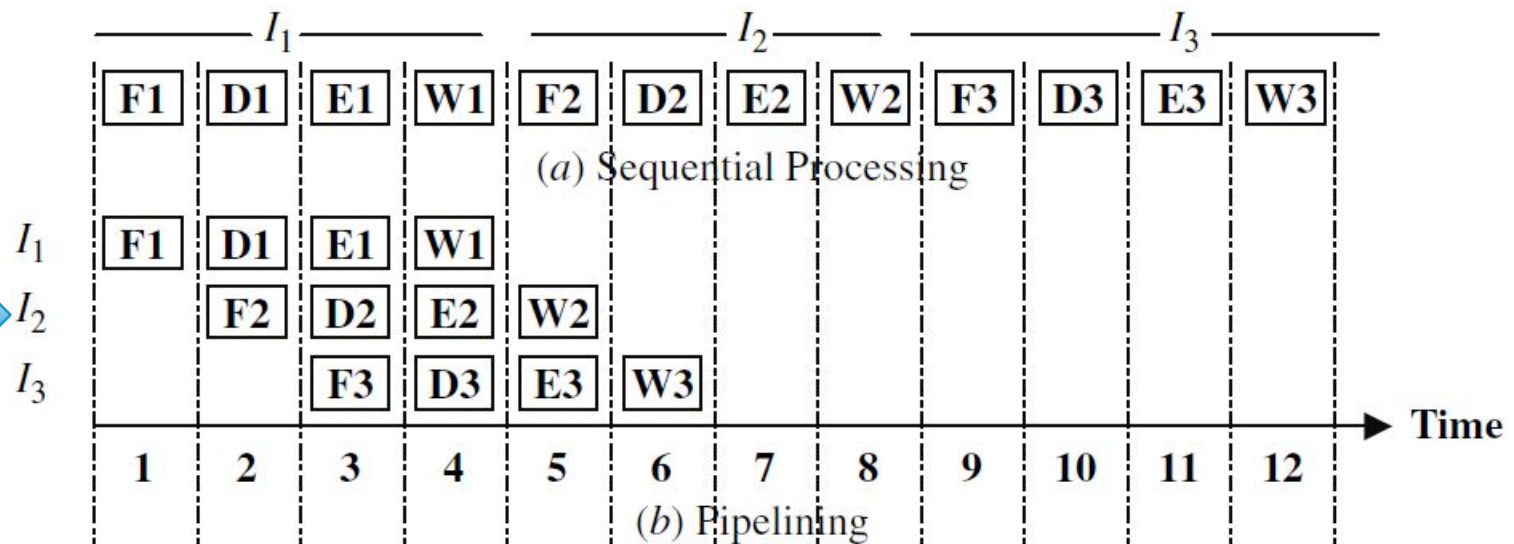 I1 I2 I3
F1 D1 E1 W1 F2 D2 E2 W2 F3 D3 E3 W3
(a) Sequential Processing
I1 F1 D1 E1 W1
I2 F2 D2 E2 W2
I3 F3 D3 E3 W3
Time
1 2 3 4 5 6 7 8 9 10 11 12
(b) Pipelining